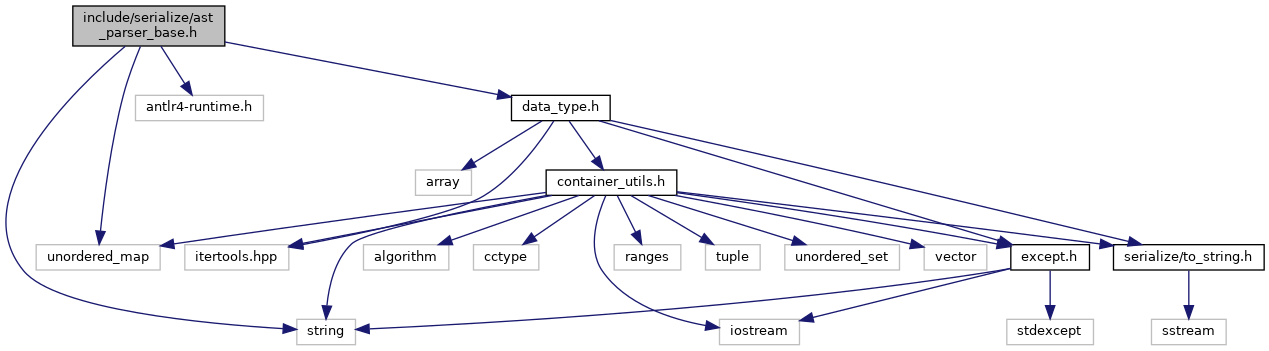 include/serialize/ast
_parser_base.h
antlr4-runtime.h
data_type.h
array
container_utils.h
unordered_map
itertools.hpp
algorithm
cctype
ranges
tuple
unordered_set
vector
except.h
serialize/to_string.h
string
iostream
stdexcept
sstream